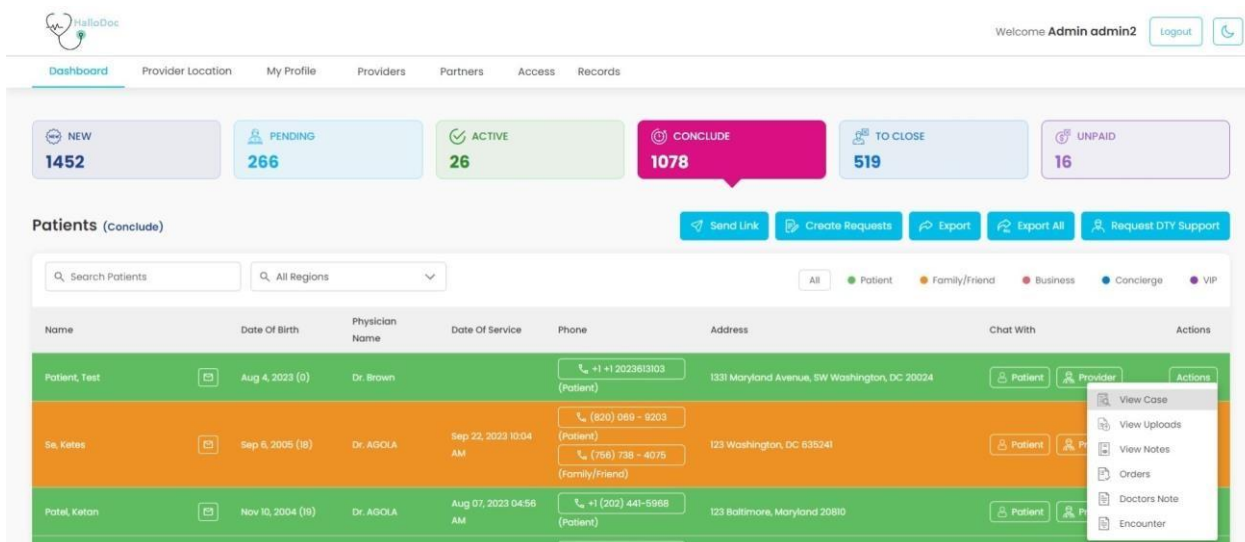 HalloDoc
Welcome Admin admin2 Logout
Dashboard Provider Location My Profile Providers Partners Access Records
NEW PENDING ACTIVE CONCLUDE TO CLOSE UNPAID
1452 266 26 1078 519 16
Patients (Conclude) Send Link Create Requests Export Export All Request DTY Support
Search Patients All Regions All Patient Family/Friend Business Concierge VIP
Name Date Of Birth Physician Name Date Of Service Phone Address Chat With Actions
Patient, Test Aug 4, 2023 (0) Dr. Brown +1 +1 2023613103 (Patient) 1331 Maryland Avenue, SW Washington, DC 20024 Patient Provider Actions
Se, Ketes Sep 6, 2005 (18) Dr. AGOLA Sep 22, 2023 10:04 AM (820) 069 - 9203 (Patient) (756) 738 - 4075 (Family/Friend) 123 Washington, DC 635241 Patient
Patel, Ketan Nov 10, 2004 (19) Dr. AGOLA Aug 07, 2023 04:56 AM +1 (202) 441-5968 (Patient) 123 Baltimore, Maryland 20810 Patient
View Case
View Uploads
View Notes
Orders
Doctors Note
Encounter